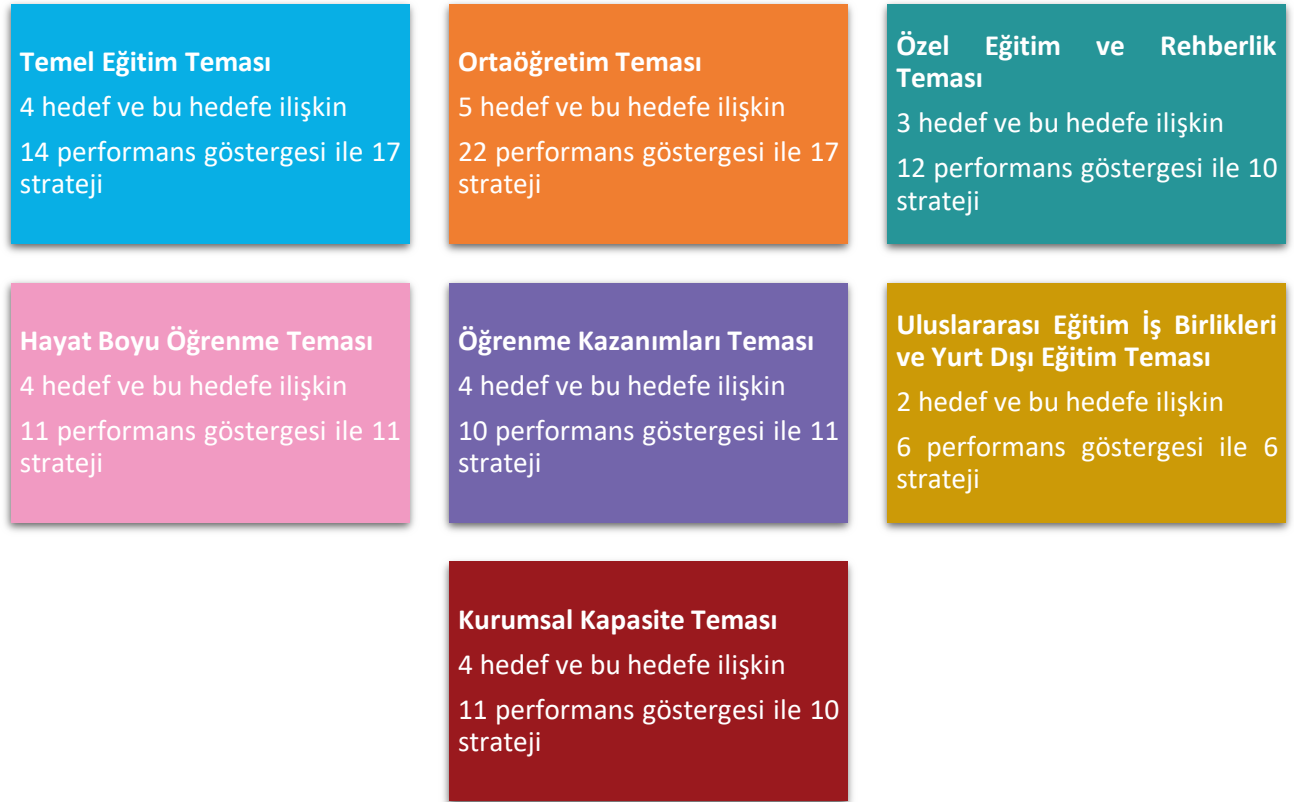 Temel Eğitim Teması
4 hedef ve bu hedefe ilişkin
14 performans göstergesi ile 17
strateji
Ortaöğretim Teması
5 hedef ve bu hedefe ilişkin
22 performans göstergesi ile 17
strateji
Özel Eğitim ve Rehberlik
Teması
3 hedef ve bu hedefe ilişkin
12 performans göstergesi ile 10
strateji
Hayat Boyu Öğrenme Teması
4 hedef ve bu hedefe ilişkin
11 performans göstergesi ile 11
strateji
Öğrenme Kazanımları Teması
4 hedef ve bu hedefe ilişkin
10 performans göstergesi ile 11
strateji
Uluslararası Eğitim İş Birlikleri
ve Yurt Dışı Eğitim Teması
2 hedef ve bu hedefe ilişkin
6 performans göstergesi ile 6
strateji
Kurumsal Kapasite Teması
4 hedef ve bu hedefe ilişkin
11 performans göstergesi ile 10
strateji